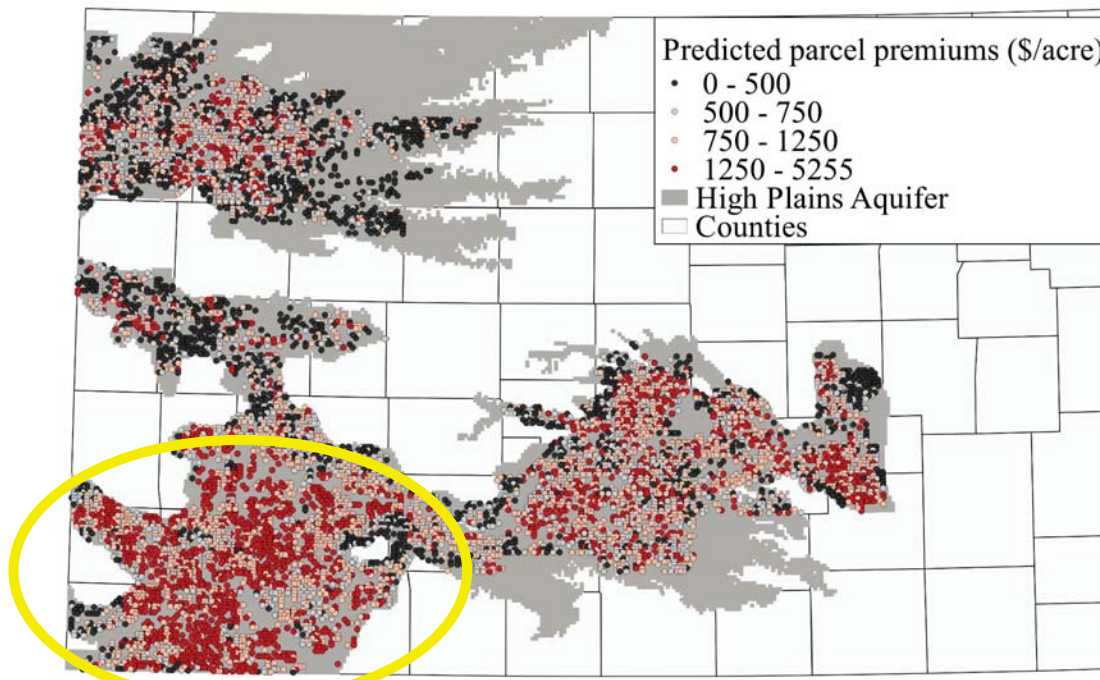 Predicted parcel premiums ($/acre)
0 - 500
500 - 750
750 - 1250
1250 - 5255
High Plains Aquifer
Counties